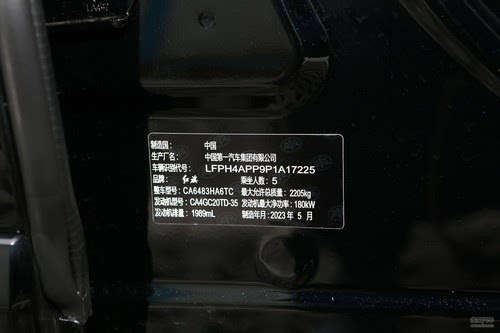 制造国： 中国
生产厂名： 中国第一汽车集团有限公司
车辆识别代号： LFPH4APP9P1A17225
品牌：红旗 乘坐人数：5
整车型号：CA6483HA6TC 最大允许总质量：2205kg
发动机型号：CA4GC20TD-35 发动机最大净功率：180kW
发动机排量：1989mL 制造年月：2023年 5 月